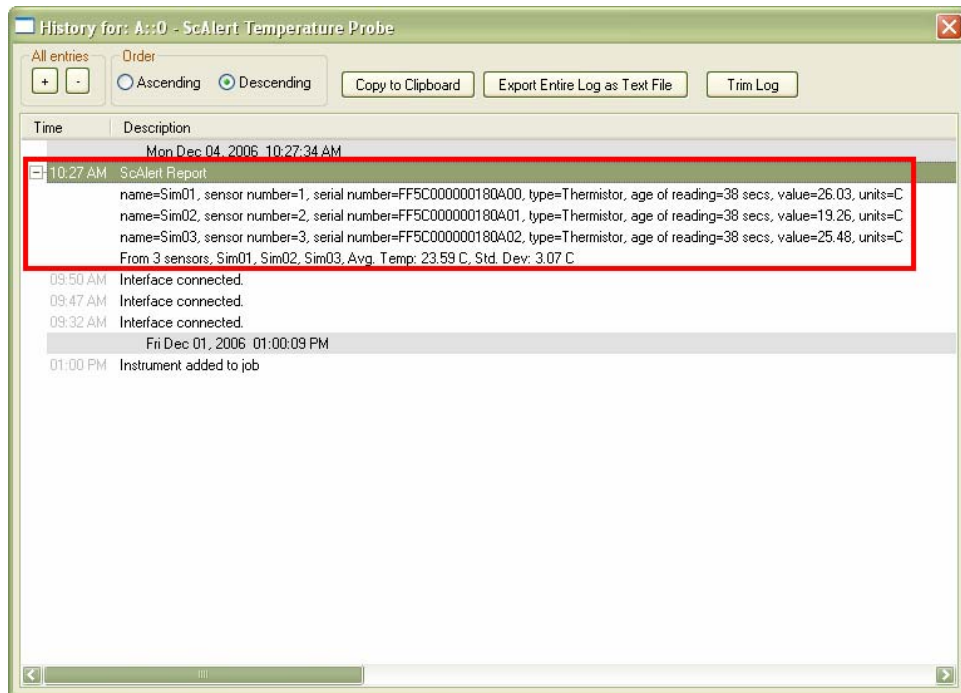 History for: A::0 - ScAlert Temperature Probe
All entries Order
+ - Ascending Descending Copy to Clipboard Export Entire Log as Text File Trim Log
Time Description
Mon Dec 04, 2006 10:27:34 AM
10:27 AM ScAlert Report
name=Sim01, sensor number=1, serial number=FF5C000000180A00, type=Thermistor, age of reading=38 secs, value=26.03, units=C
name=Sim02, sensor number=2, serial number=FF5C000000180A01, type=Thermistor, age of reading=38 secs, value=19.26, units=C
name=Sim03, sensor number=3, serial number=FF5C000000180A02, type=Thermistor, age of reading=38 secs, value=25.48, units=C
From 3 sensors, Sim01, Sim02, Sim03, Avg. Temp: 23.59 C, Std. Dev: 3.07 C
09:50 AM Interface connected.
09:47 AM Interface connected.
09:32 AM Interface connected.
Fri Dec 01, 2006 01:00:09 PM
01:00 PM Instrument added to job